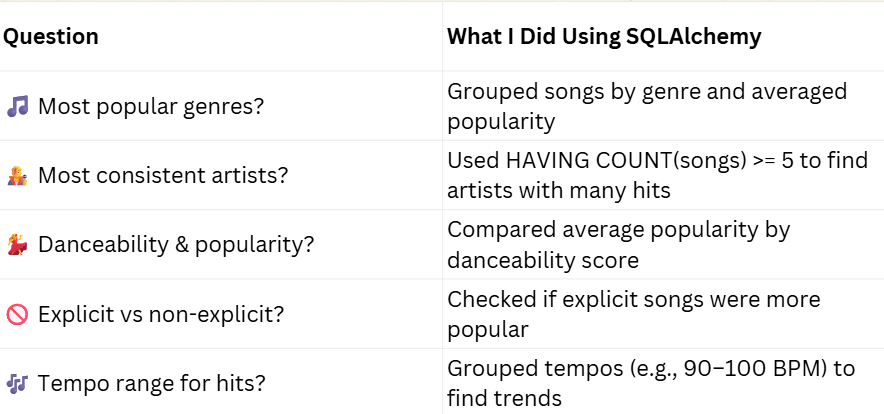 Question
What I Did Using SQLAlchemy
🎵 Most popular genres?
Grouped songs by genre and averaged
popularity
🧑‍🎤 Most consistent artists?
Used HAVING COUNT(songs) >= 5 to find
artists with many hits
💃 Danceability & popularity?
Compared average popularity by
danceability score
🚫 Explicit vs non-explicit?
Checked if explicit songs were more
popular
🎶 Tempo range for hits?
Grouped tempos (e.g., 90–100 BPM) to
find trends